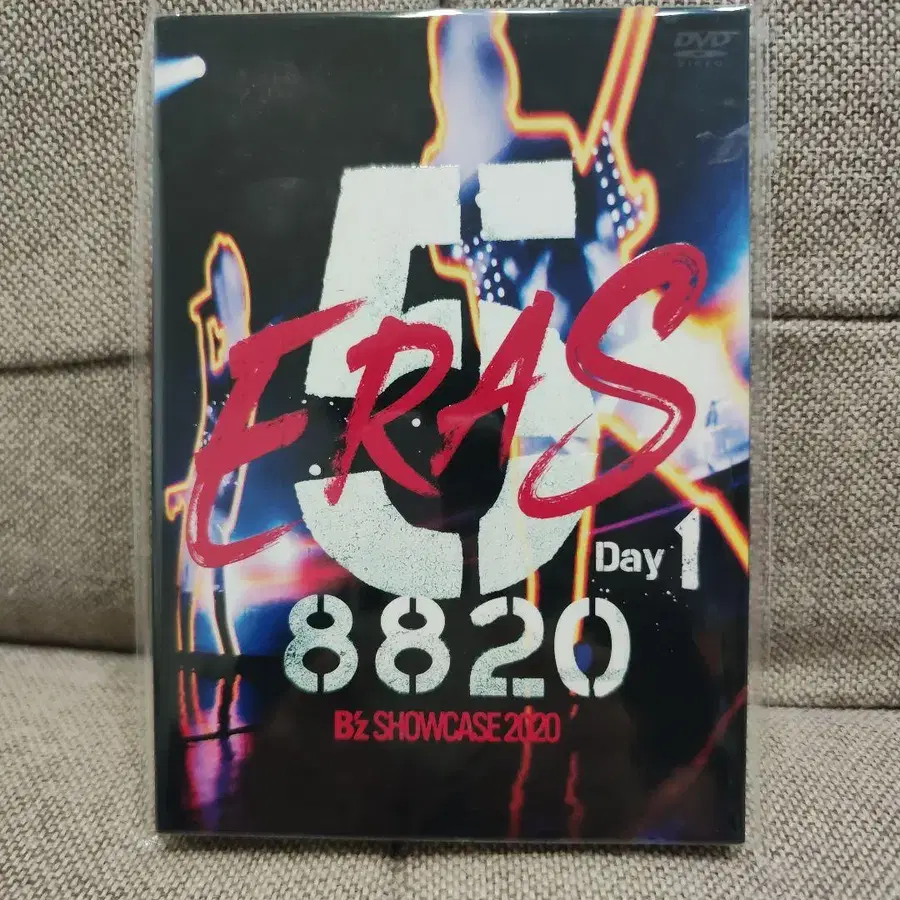 DVD
VIDEO
5
ERAS
Day 1
8820
B'z SHOWCASE 2020